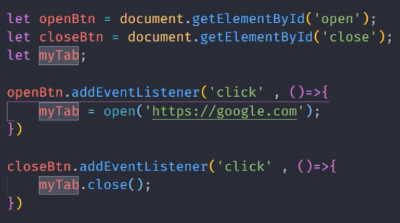 let openBtn = document.getElementById('open');
let closeBtn = document.getElementById('close');
let myTab;
openBtn.addEventListener('click' , ()=>{
myTab = open('https://google.com');
})
closeBtn.addEventListener('click' , ()=>{
myTab.close();
})